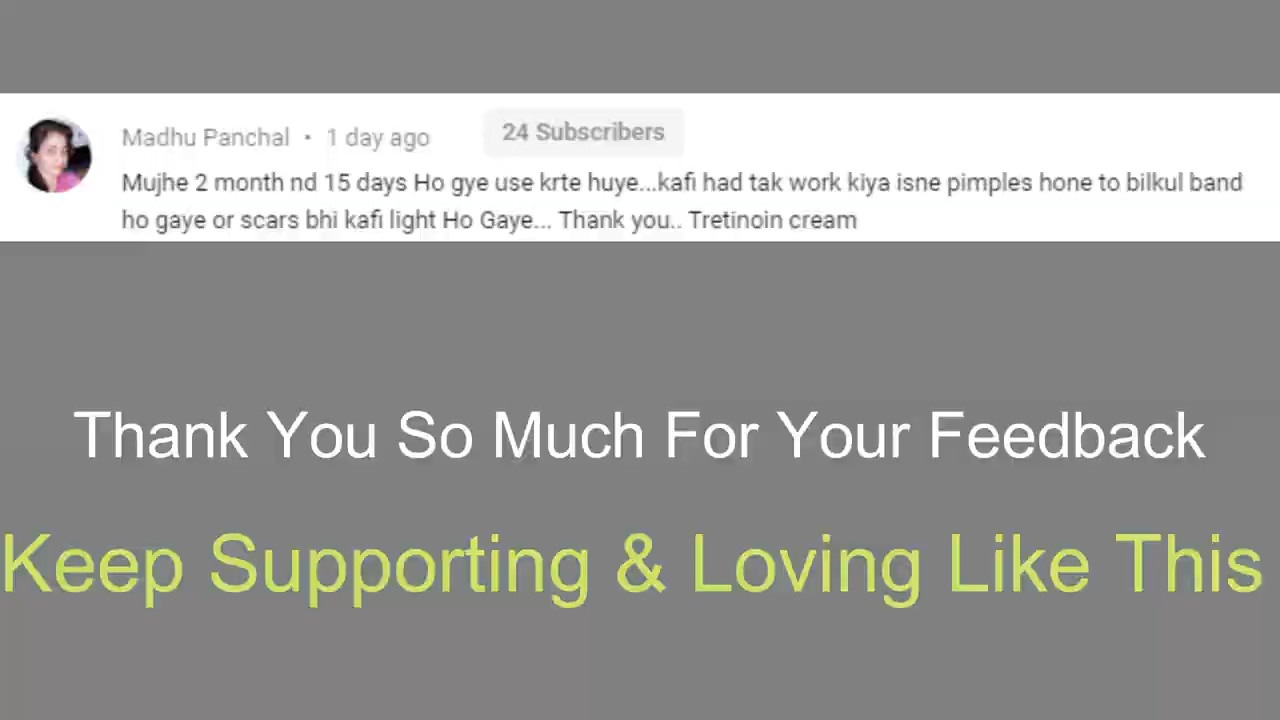 Madhu Panchal • 1 day ago 24 Subscribers
Mujhe 2 month nd 15 days Ho gye use krte huye...kafi had tak work kiya isne pimples hone to bilkul band
ho gaye or scars bhi kafi light Ho Gaye... Thank you.. Tretinoin cream
Thank You So Much For Your Feedback
Keep Supporting & Loving Like This